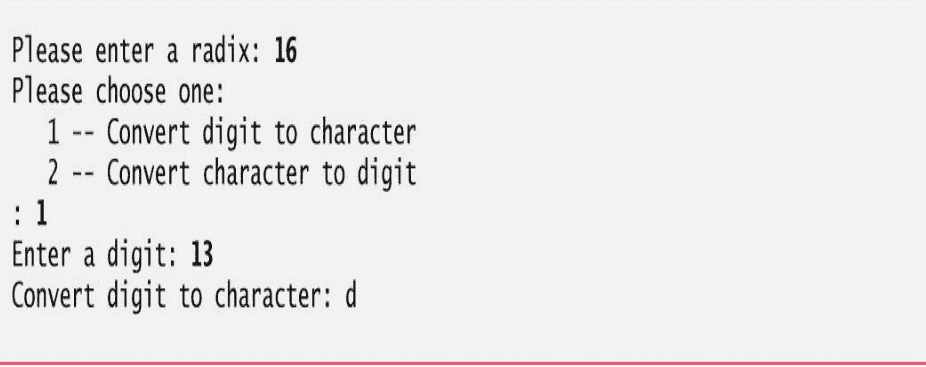 Please enter a radix: 16
Please choose one:
   1 -- Convert digit to character
   2 -- Convert character to digit
: 1
Enter a digit: 13
Convert digit to character: d